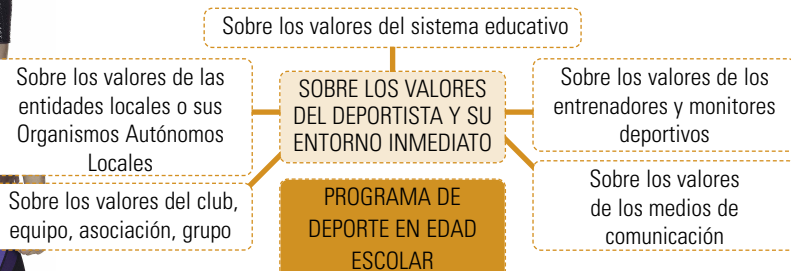 Sobre los valores del sistema educativo
Sobre los valores de las
entidades locales o sus
Organismos Autónomos
Locales
SOBRE LOS VALORES
DEL DEPORTISTA Y SU
ENTORNO INMEDIATO
Sobre los valores de los
entrenadores y monitores
deportivos
Sobre los valores del club,
equipo, asociación, grupo
PROGRAMA DE
DEPORTE EN EDAD
ESCOLAR
Sobre los valores
de los medios de
comunicación